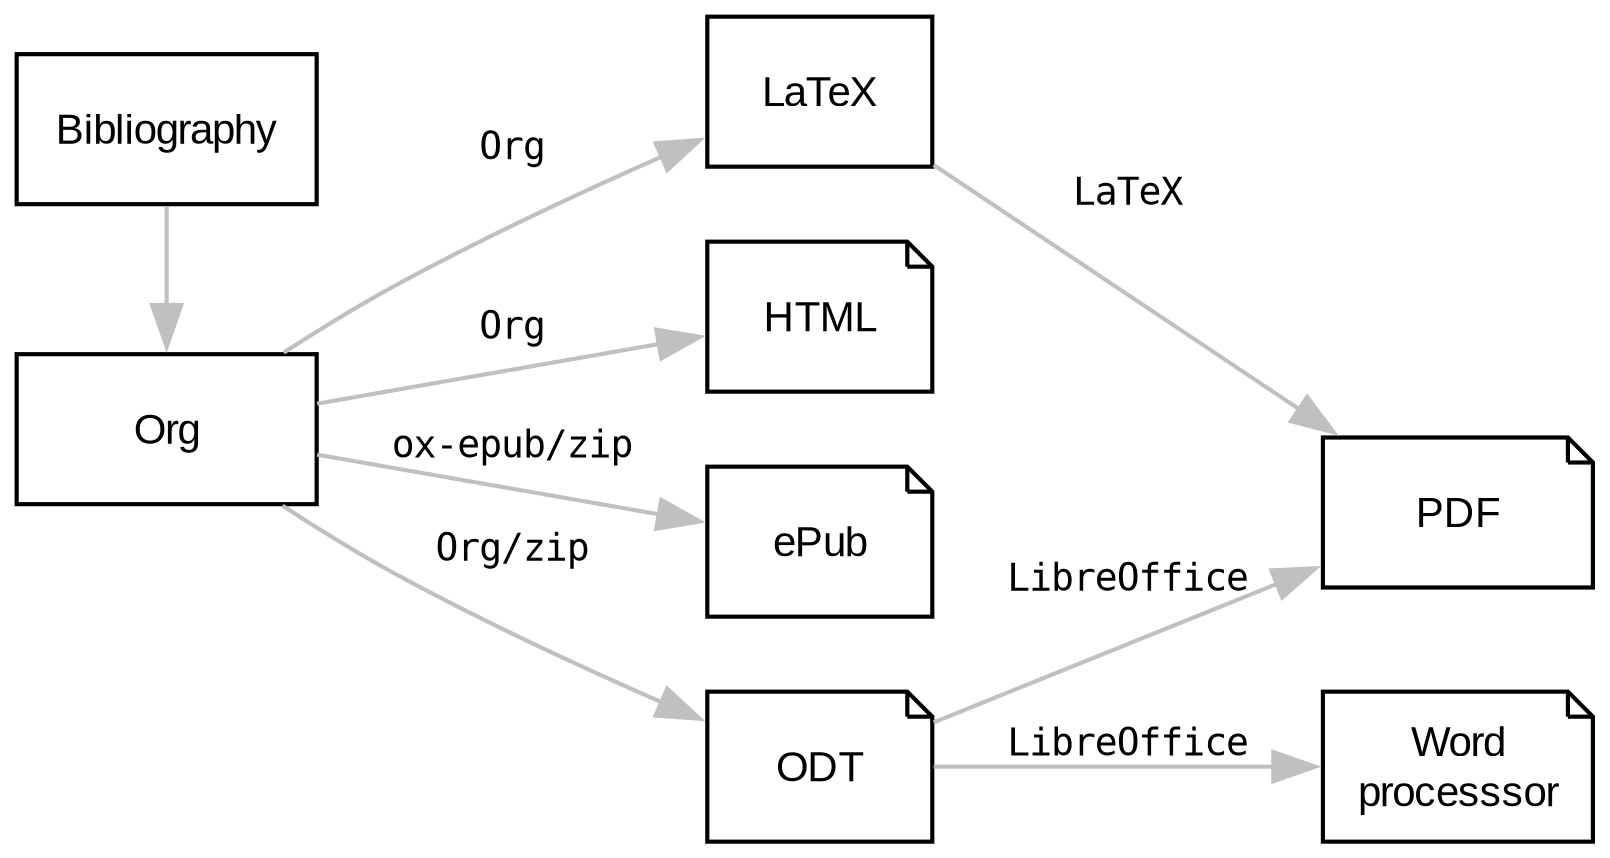 Bibliography
Org
Org
Org
ox-epub/zip
Org/zip
LaTeX
HTML
ePub
ODT
LaTeX
LibreOffice
LibreOffice
PDF
Word
processsor